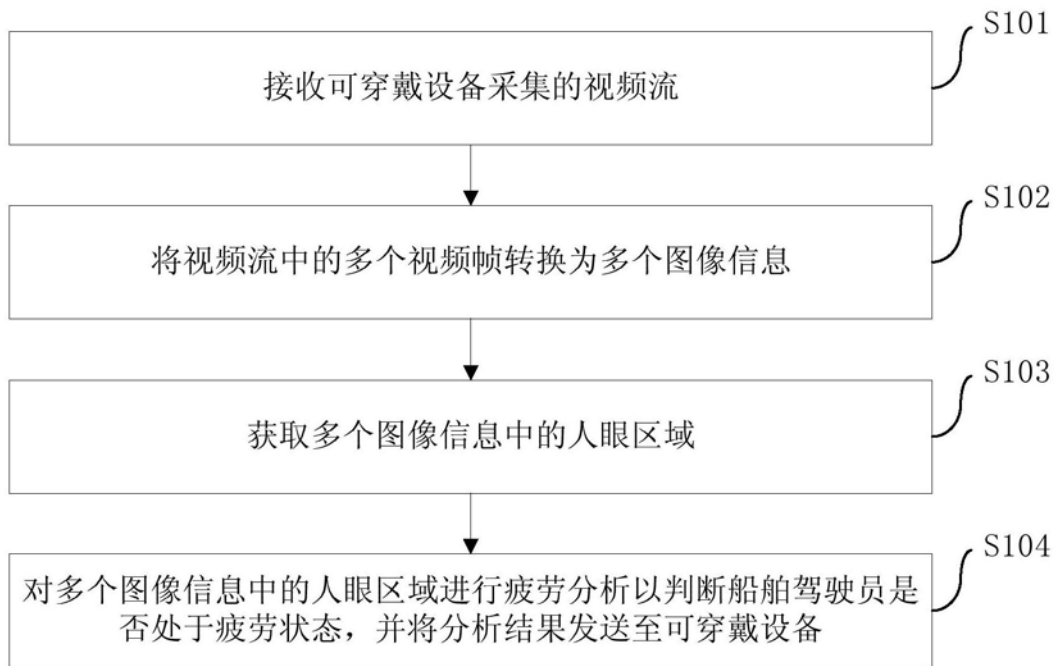 S101
接收可穿戴设备采集的视频流
S102
将视频流中的多个视频帧转换为多个图像信息
S103
获取多个图像信息中的人眼区域
S104
对多个图像信息中的人眼区域进行疲劳分析以判断船舶驾驶员是
否处于疲劳状态，并将分析结果发送至可穿戴设备